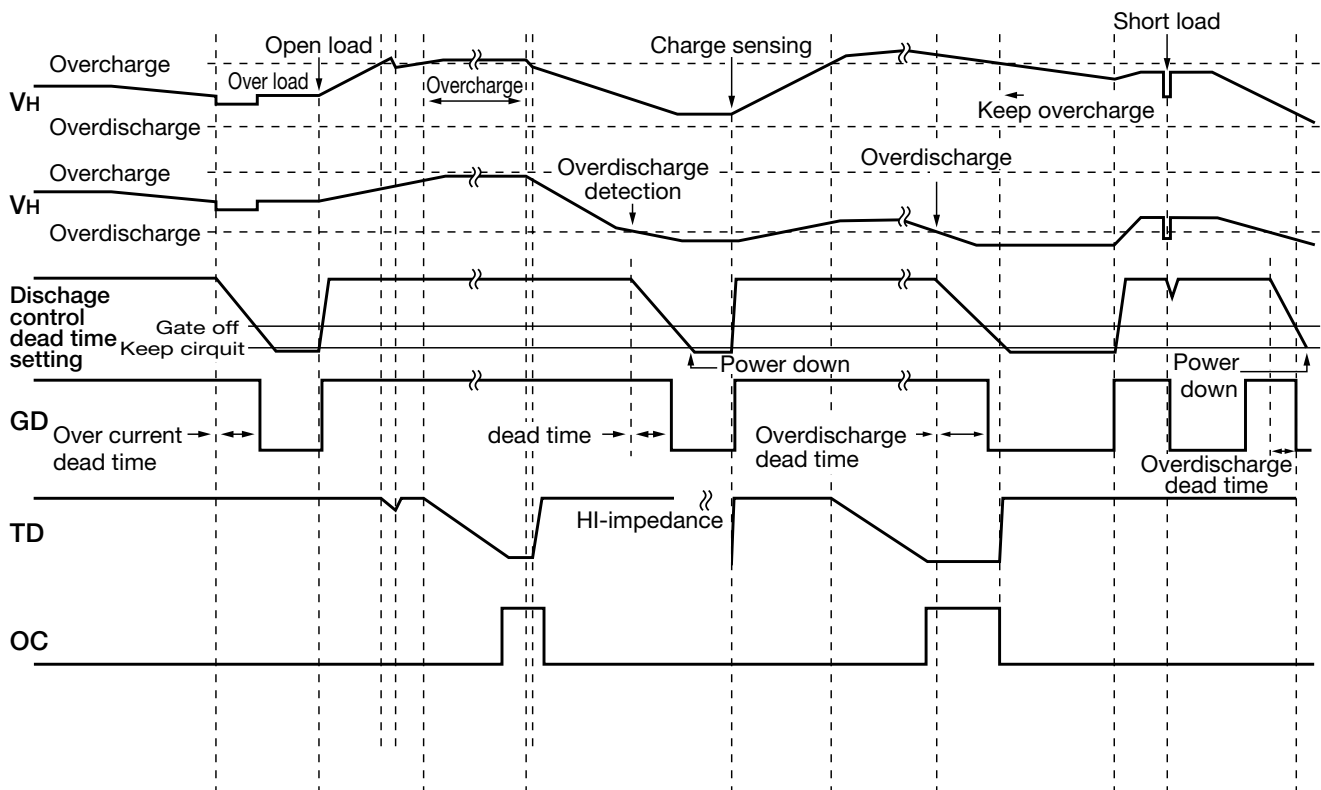 Short load
Open load
Charge sensing
Overcharge
Over load
Overcharge
VH
Keep overcharge
Overdischarge
Overdischarge
Overcharge
Overdischarge
detection
VH
Overdischarge
Dischage
control
dead time
setting
Gate off
Keep cirquit
Power down
Power
down
GD
Over current
dead time
dead time
Overdischarge
dead time
Overdischarge
dead time
HI-impedance
TD
OC